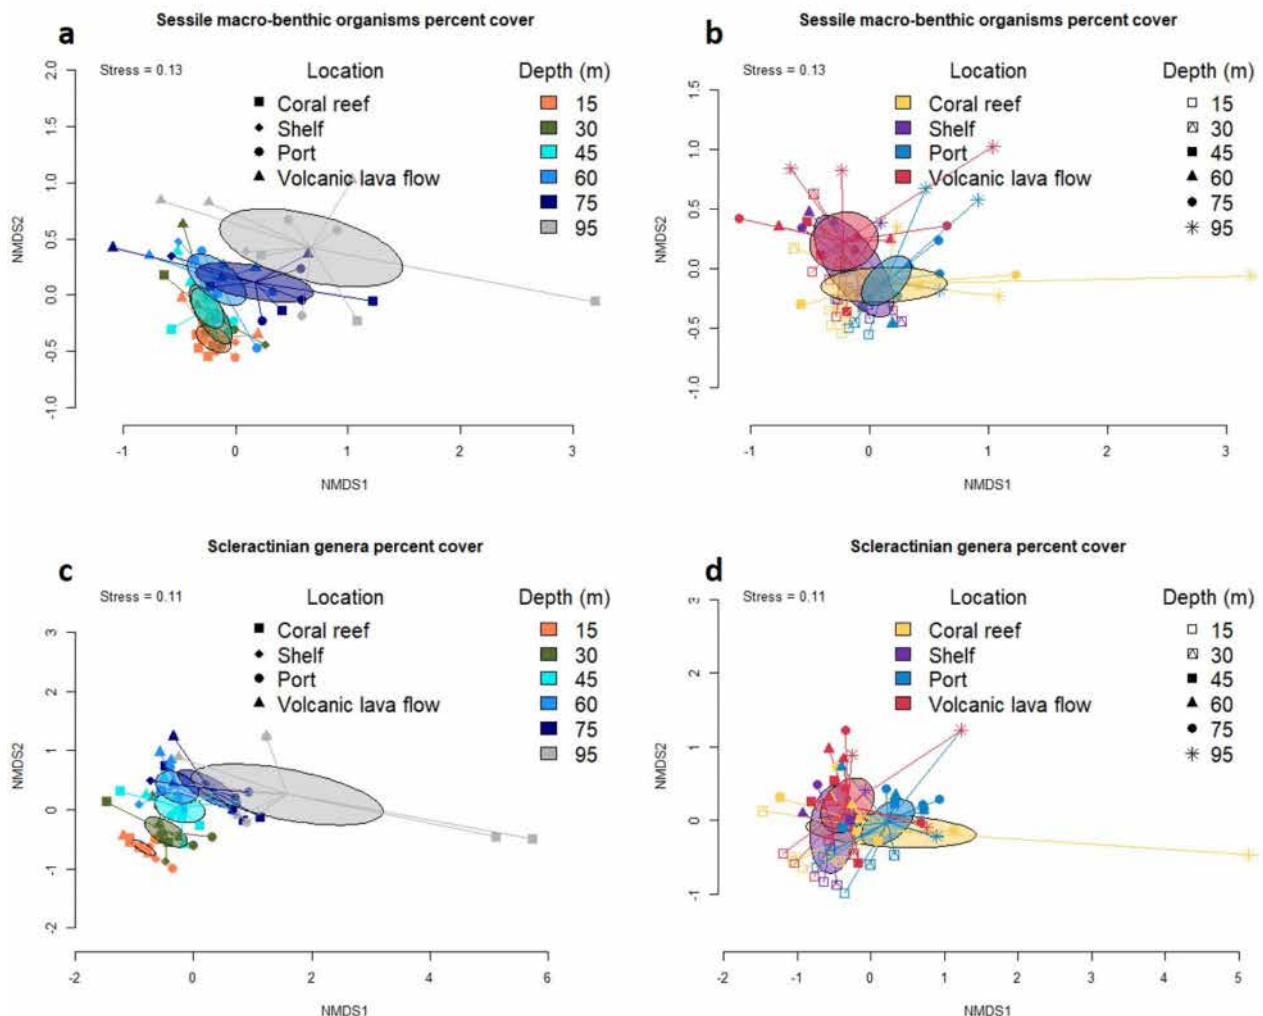 a
Sessile macro-benthic organisms percent cover
Stress = 0.13
Location
Depth (m)
Coral reef
Shelf
Port
Volcanic lava flow
15
30
45
60
75
95
NMDS2
2.0
1.5
1.0
0.5
0.0
-0.5
-1.0
-1
0
1
2
3
NMDS1
b
Sessile macro-benthic organisms percent cover
Stress = 0.13
Location
Depth (m)
Coral reef
Shelf
Port
Volcanic lava flow
15
30
45
60
75
95
NMDS2
1.5
1.0
0.5
0.0
-0.5
-1.0
-1
0
1
2
3
NMDS1
c
Scleractinian genera percent cover
Stress = 0.11
Location
Depth (m)
Coral reef
Shelf
Port
Volcanic lava flow
15
30
45
60
75
95
NMDS2
3
2
1
0
-1
-2
-2
0
2
4
6
NMDS1
d
Scleractinian genera percent cover
Stress = 0.11
Location
Depth (m)
Coral reef
Shelf
Port
Volcanic lava flow
15
30
45
60
75
95
NMDS2
3
2
1
0
-1
-2
-1
0
1
2
3
4
5
NMDS1